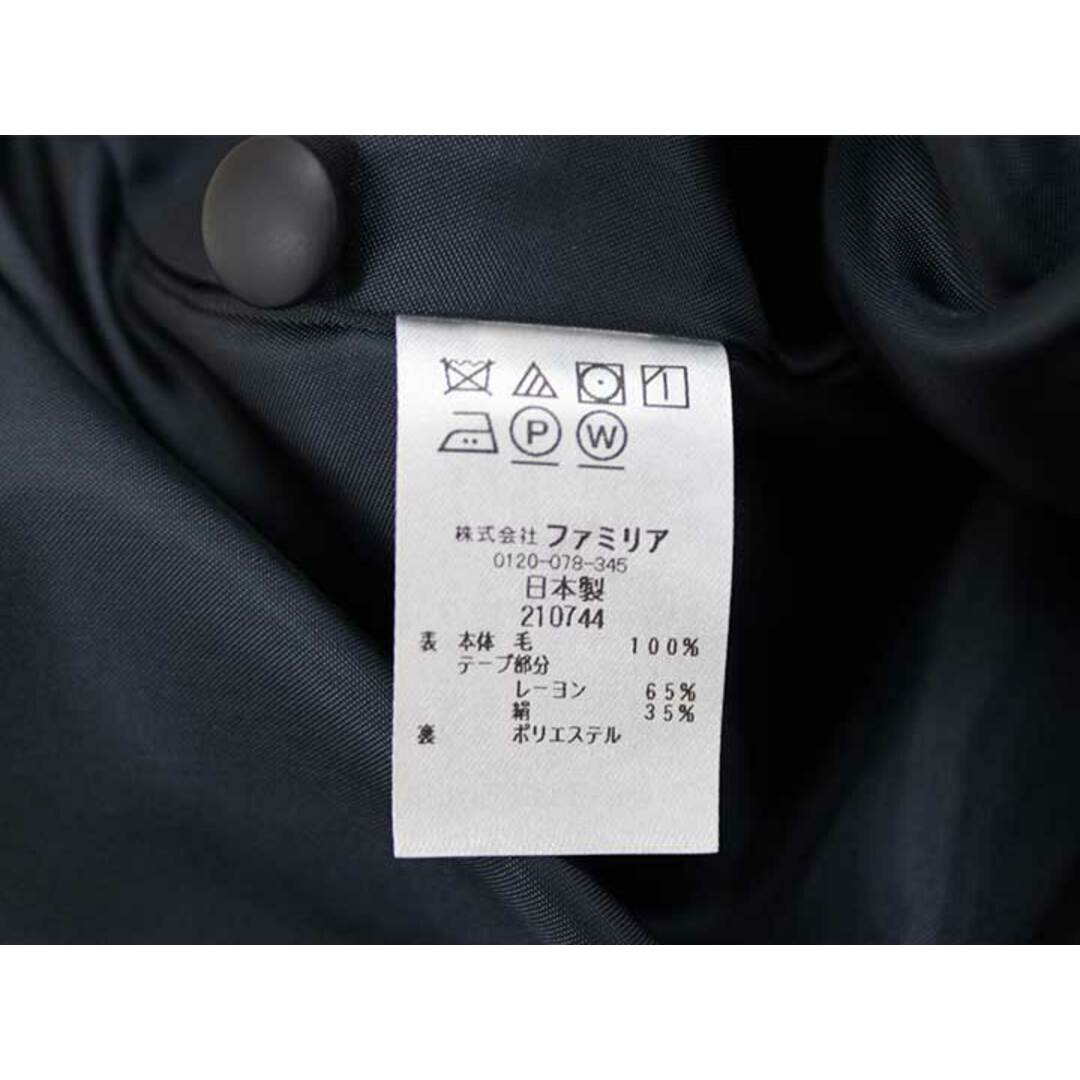 P W
株式会社 ファミリア
0120-078-345
日本製
210744
表 本体 毛 100%
テープ部分
レーヨン 65%
絹 35%
裏 ポリエステル